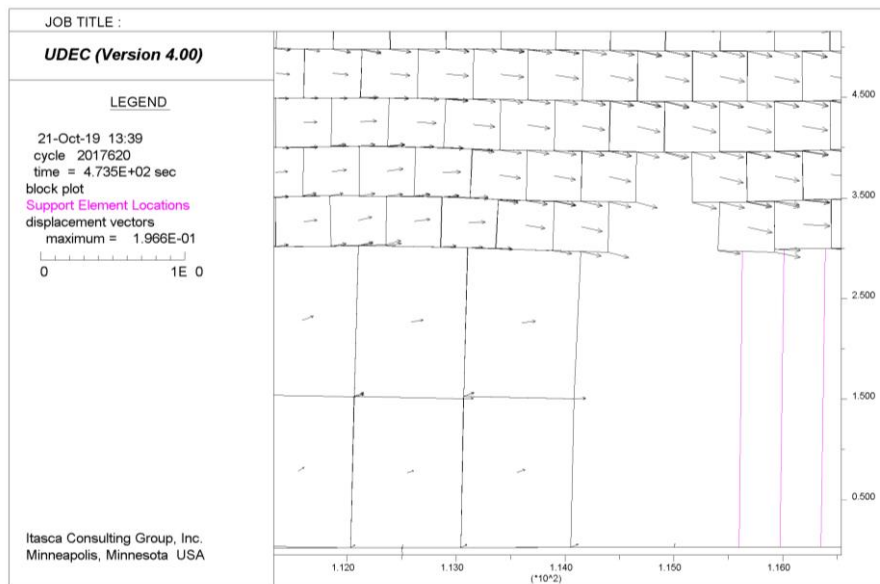 JOB TITLE :
UDEC (Version 4.00)
LEGEND
21-Oct-19 13:39
cycle 2017620
time = 4.735E+02 sec
block plot
Support Element Locations
displacement vectors
maximum = 1.966E-01
0 1E 0
Itasca Consulting Group, Inc.
Minneapolis, Minnesota USA
4.500
3.500
2.500
1.500
0.500
1.120 1.130 1.140 1.150 1.160
(*10^2)